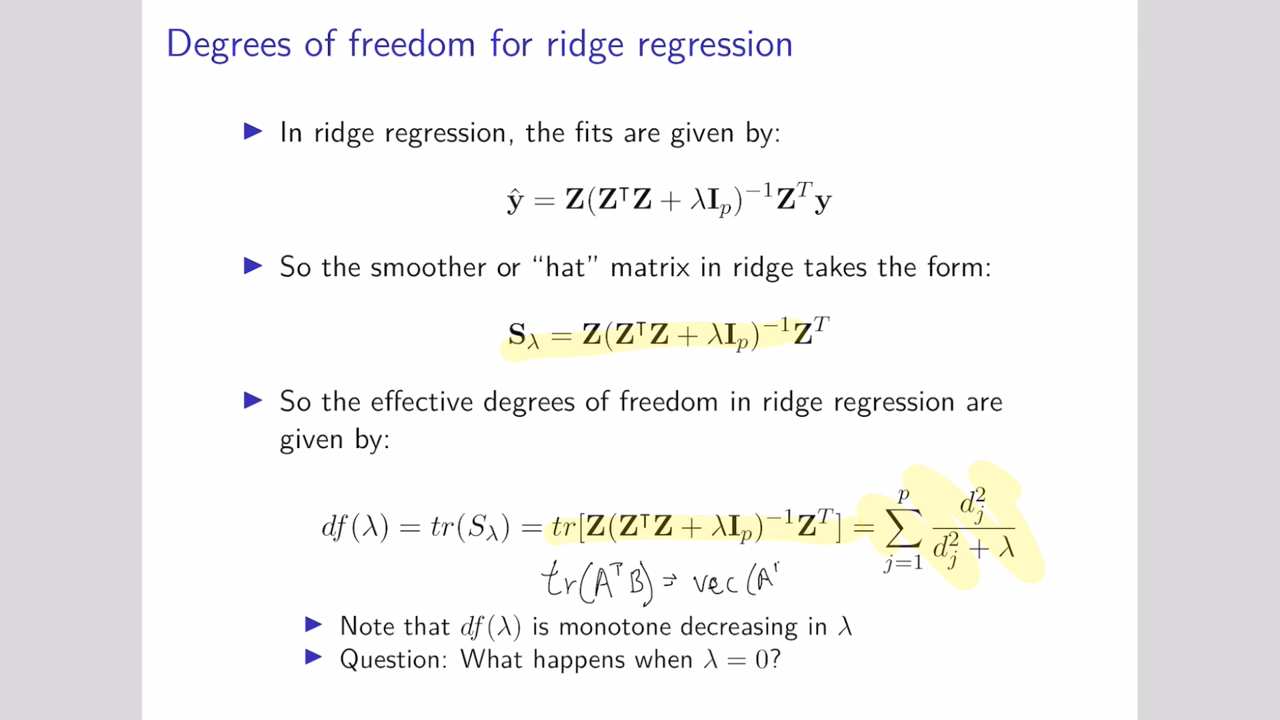 Degrees of freedom for ridge regression
▶ In ridge regression, the fits are given by:
ŷ = Z(ZᵀZ + λI_p)⁻¹Zᵀy
▶ So the smoother or “hat” matrix in ridge takes the form:
S_λ = Z(ZᵀZ + λI_p)⁻¹Zᵀ
▶ So the effective degrees of freedom in ridge regression are
given by:
df(λ) = tr(S_λ) = tr[Z(ZᵀZ + λI_p)⁻¹Zᵀ] = ∑_{j=1}^{p} d_j² / (d_j² + λ)
tr(AᵀB) = vec(A'
▶ Note that df(λ) is monotone decreasing in λ
▶ Question: What happens when λ = 0?